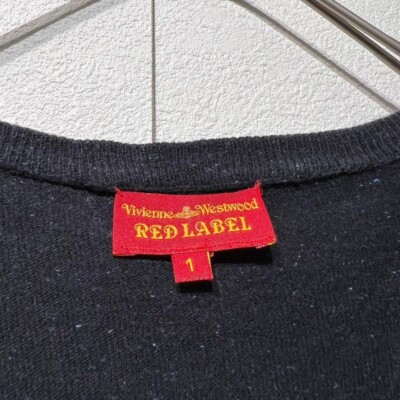 Vivienne Westwood
RED LABEL
1